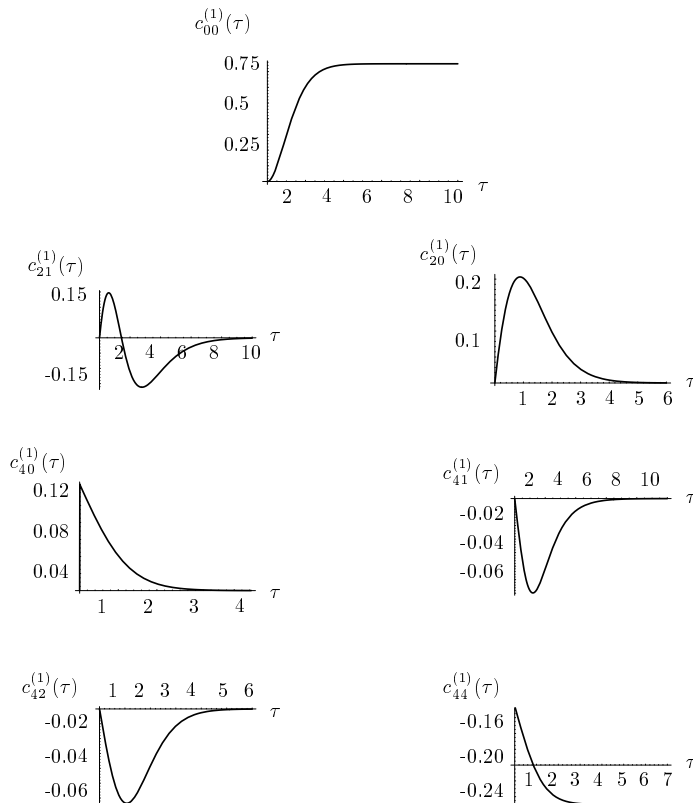 c_{00}^{(1)}(τ)
0.75
0.5
0.25
2 4 6 8 10 τ
c_{21}^{(1)}(τ)
0.15
2 4 6 8 10 τ
-0.15
c_{20}^{(1)}(τ)
0.2
0.1
1 2 3 4 5 6 τ
c_{40}^{(1)}(τ)
0.12
0.08
0.04
1 2 3 4 τ
c_{41}^{(1)}(τ)
2 4 6 8 10 τ
-0.02
-0.04
-0.06
c_{42}^{(1)}(τ)
1 2 3 4 5 6 τ
-0.02
-0.04
-0.06
c_{44}^{(1)}(τ)
-0.16
-0.20
1 2 3 4 5 6 7 τ
-0.24